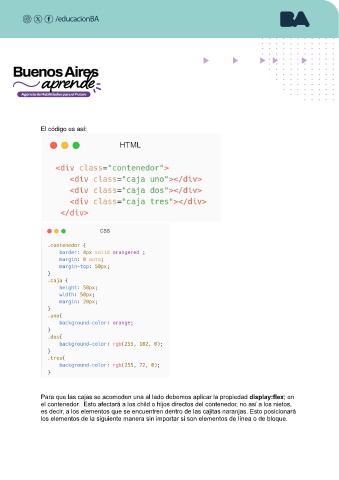 /educacionBA
BA
Buenos Aires
aprende
Agencia de Habilidades para el Futuro
El código es así:
HTML
<div class="contenedor">
<div class="caja uno"></div>
<div class="caja dos"></div>
<div class="caja tres"></div>
</div>
CSS
.contenedor {
border: 4px solid orangered ;
margin: 0 auto;
margin-top: 50px;
}
.caja {
height: 50px;
width: 50px;
margin: 20px;
}
.uno{
background-color: orange;
}
.dos{
background-color: rgb(255, 102, 0);
}
.tres{
background-color: rgb(255, 72, 0);
}
Para que las cajas se acomoden una al lado debemos aplicar la propiedad display:flex; en
el contenedor. Esto afectará a los child o hijos directos del contenedor, no así a los nietos,
es decir, a los elementos que se encuentren dentro de las cajitas naranjas. Esto posicionará
los elementos de la siguiente manera sin importar si son elementos de línea o de bloque.